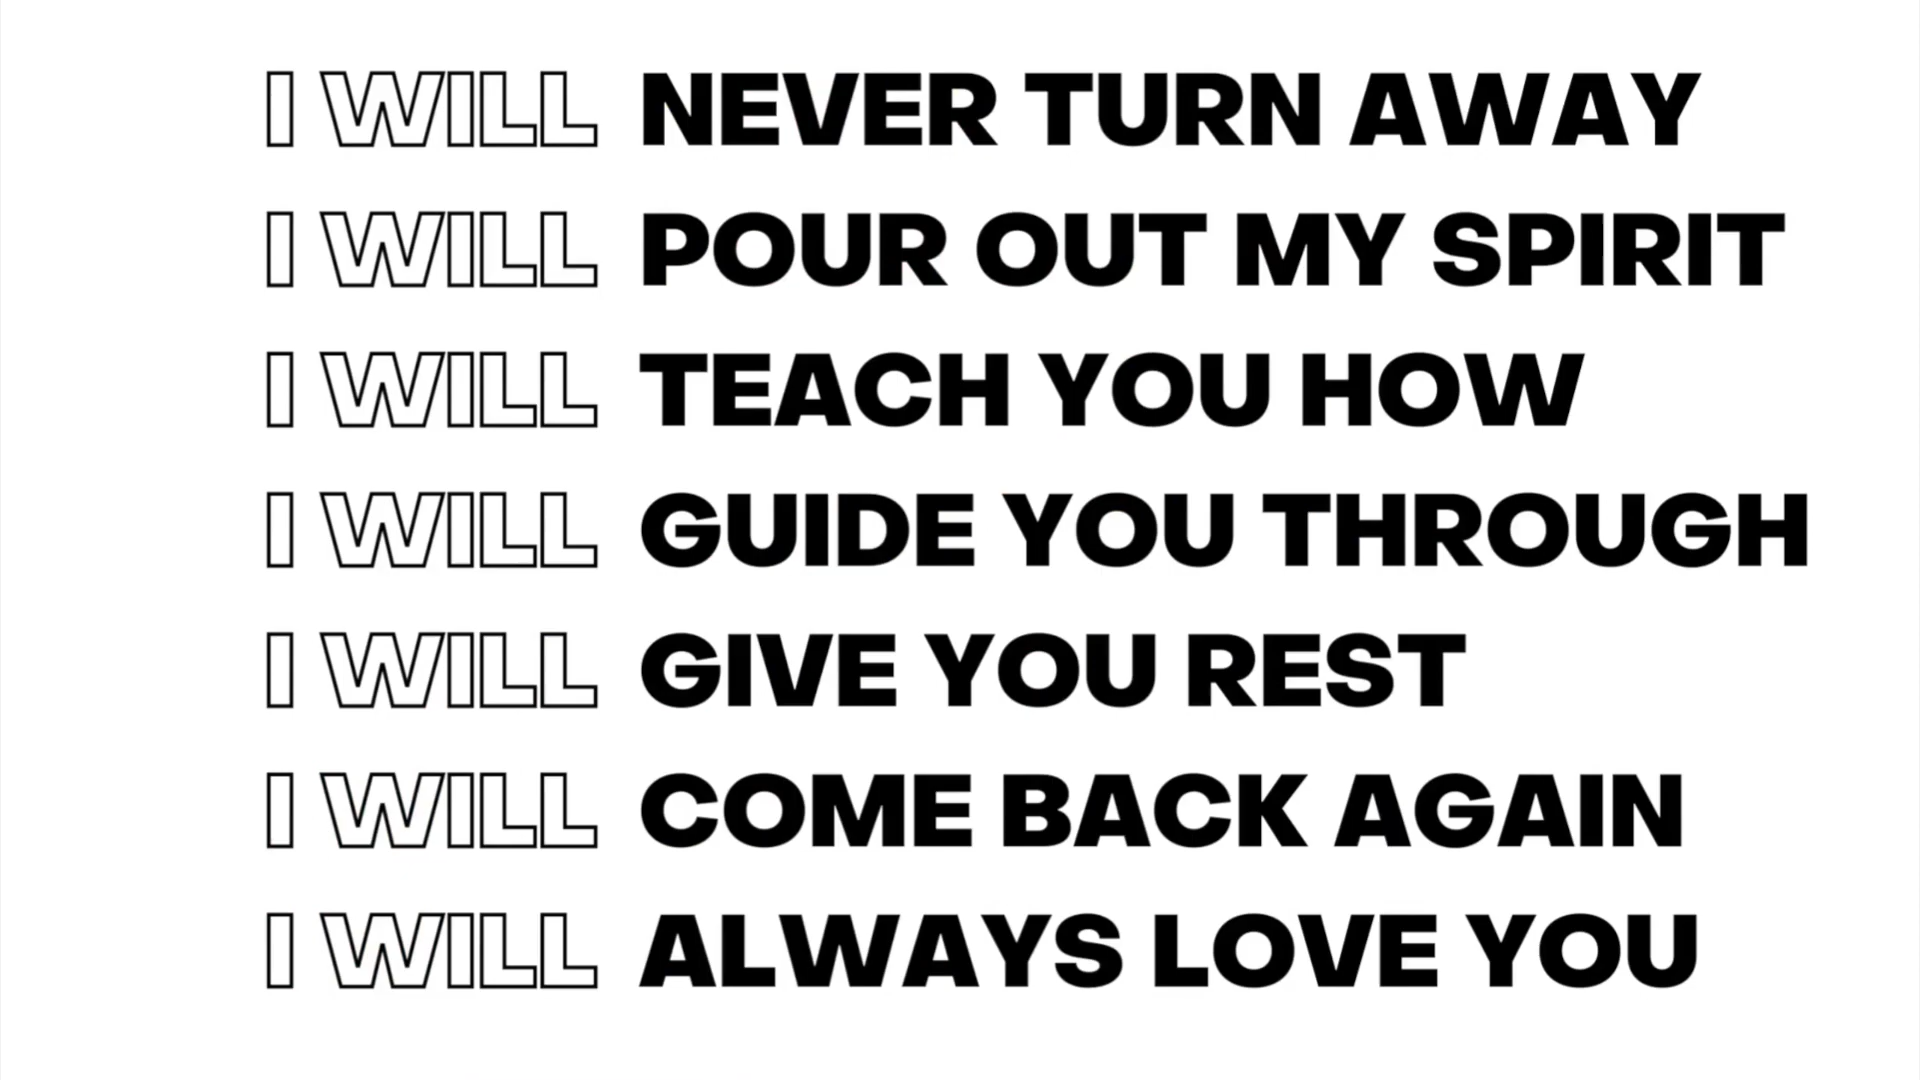 I WILL NEVER TURN AWAY
I WILL POUR OUT MY SPIRIT
I WILL TEACH YOU HOW
I WILL GUIDE YOU THROUGH
I WILL GIVE YOU REST
I WILL COME BACK AGAIN
I WILL ALWAYS LOVE YOU